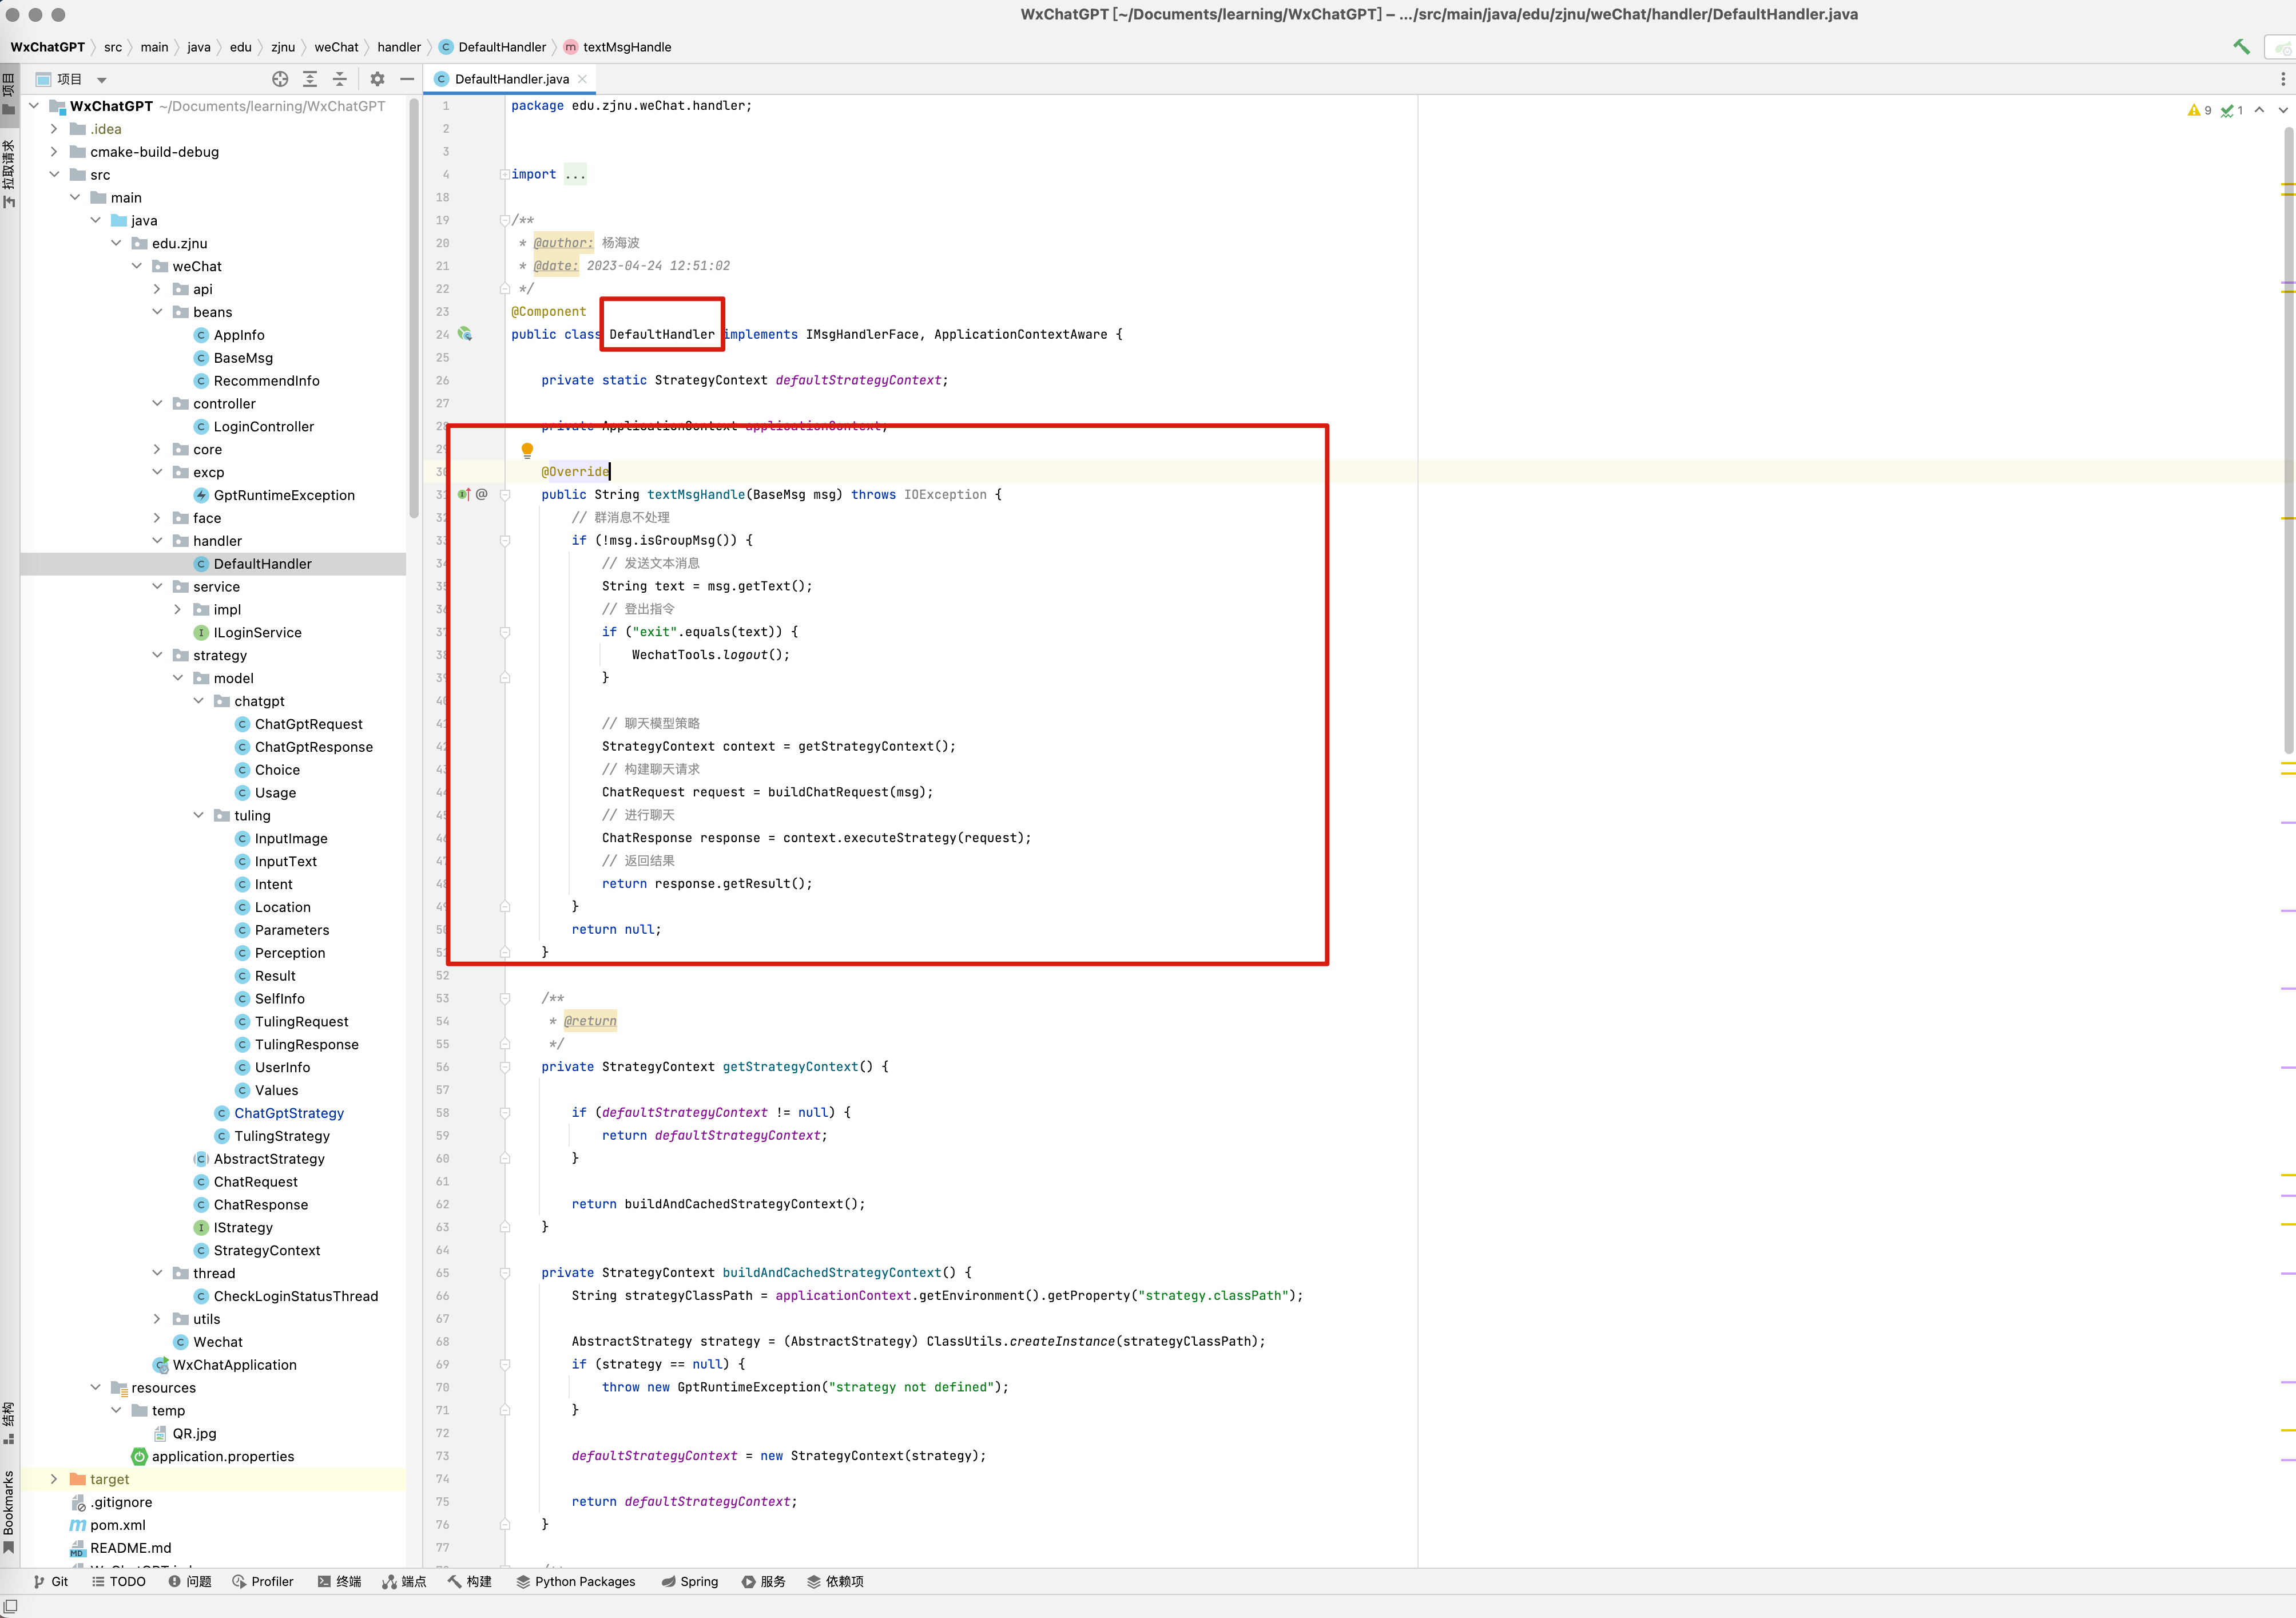 WxChatGPT [~/Documents/learning/WxChatGPT] – .../src/main/java/edu/zjnu/weChat/handler/DefaultHandler.java
WxChatGPT src main java edu zjnu weChat handler DefaultHandler textMsgHandle
项目
拉取请求
结构
Bookmarks
项目
WxChatGPT ~/Documents/learning/WxChatGPT
.idea
cmake-build-debug
src
main
java
edu.zjnu
weChat
api
beans
AppInfo
BaseMsg
RecommendInfo
controller
LoginController
core
excp
GptRuntimeException
face
handler
DefaultHandler
service
impl
ILoginService
strategy
model
chatgpt
ChatGptRequest
ChatGptResponse
Choice
Usage
tuling
InputImage
InputText
Intent
Location
Parameters
Perception
Result
SelfInfo
TulingRequest
TulingResponse
UserInfo
Values
ChatGptStrategy
TulingStrategy
AbstractStrategy
ChatRequest
ChatResponse
IStrategy
StrategyContext
thread
CheckLoginStatusThread
utils
Wechat
WxChatApplication
resources
temp
QR.jpg
application.properties
target
.gitignore
pom.xml
README.md
DefaultHandler.java
9 1
1 package edu.zjnu.weChat.handler;
2
3
4 import ...
18
19 /**
20 * @author: 杨海波
21 * @date: 2023-04-24 12:51:02
22 */
23 @Component
24 public class DefaultHandler implements IMsgHandlerFace, ApplicationContextAware {
25
26 private static StrategyContext defaultStrategyContext;
27
28 private ApplicationContext applicationContext;
29
30 @Override
31 @ public String textMsgHandle(BaseMsg msg) throws IOException {
32 // 群消息不处理
33 if (!msg.isGroupMsg()) {
34 // 发送文本消息
35 String text = msg.getText();
36 // 登出指令
37 if ("exit".equals(text)) {
38 WechatTools.logout();
39 }
40
41 // 聊天模型策略
42 StrategyContext context = getStrategyContext();
43 // 构建聊天请求
44 ChatRequest request = buildChatRequest(msg);
45 // 进行聊天
46 ChatResponse response = context.executeStrategy(request);
47 // 返回结果
48 return response.getResult();
49 }
50 return null;
51 }
52
53 /**
54 * @return
55 */
56 private StrategyContext getStrategyContext() {
57
58 if (defaultStrategyContext != null) {
59 return defaultStrategyContext;
60 }
61
62 return buildAndCachedStrategyContext();
63 }
64
65 private StrategyContext buildAndCachedStrategyContext() {
66 String strategyClassPath = applicationContext.getEnvironment().getProperty("strategy.classPath");
67
68 AbstractStrategy strategy = (AbstractStrategy) ClassUtils.createInstance(strategyClassPath);
69 if (strategy == null) {
70 throw new GptRuntimeException("strategy not defined");
71 }
72
73 defaultStrategyContext = new StrategyContext(strategy);
74
75 return defaultStrategyContext;
76 }
77
Git TODO 问题 Profiler 终端 端点 构建 Python Packages Spring 服务 依赖项